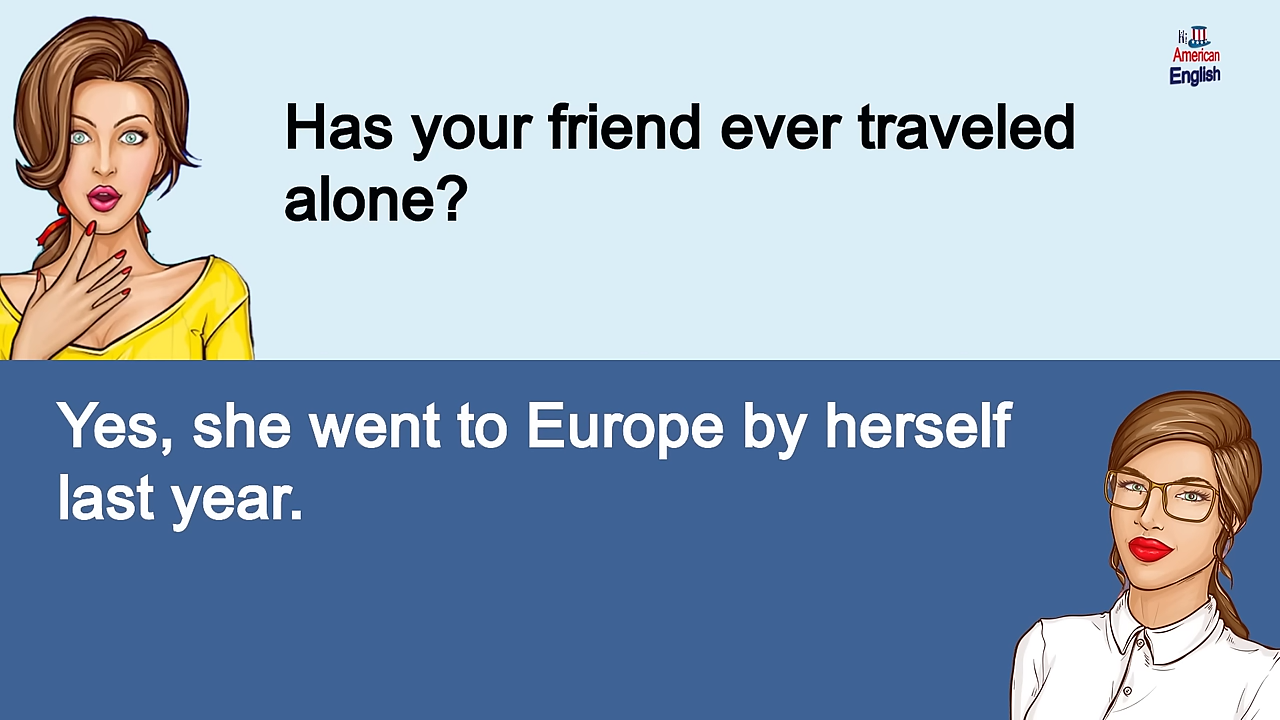 Hi
American
English
Has your friend ever traveled
alone?
Yes, she went to Europe by herself
last year.